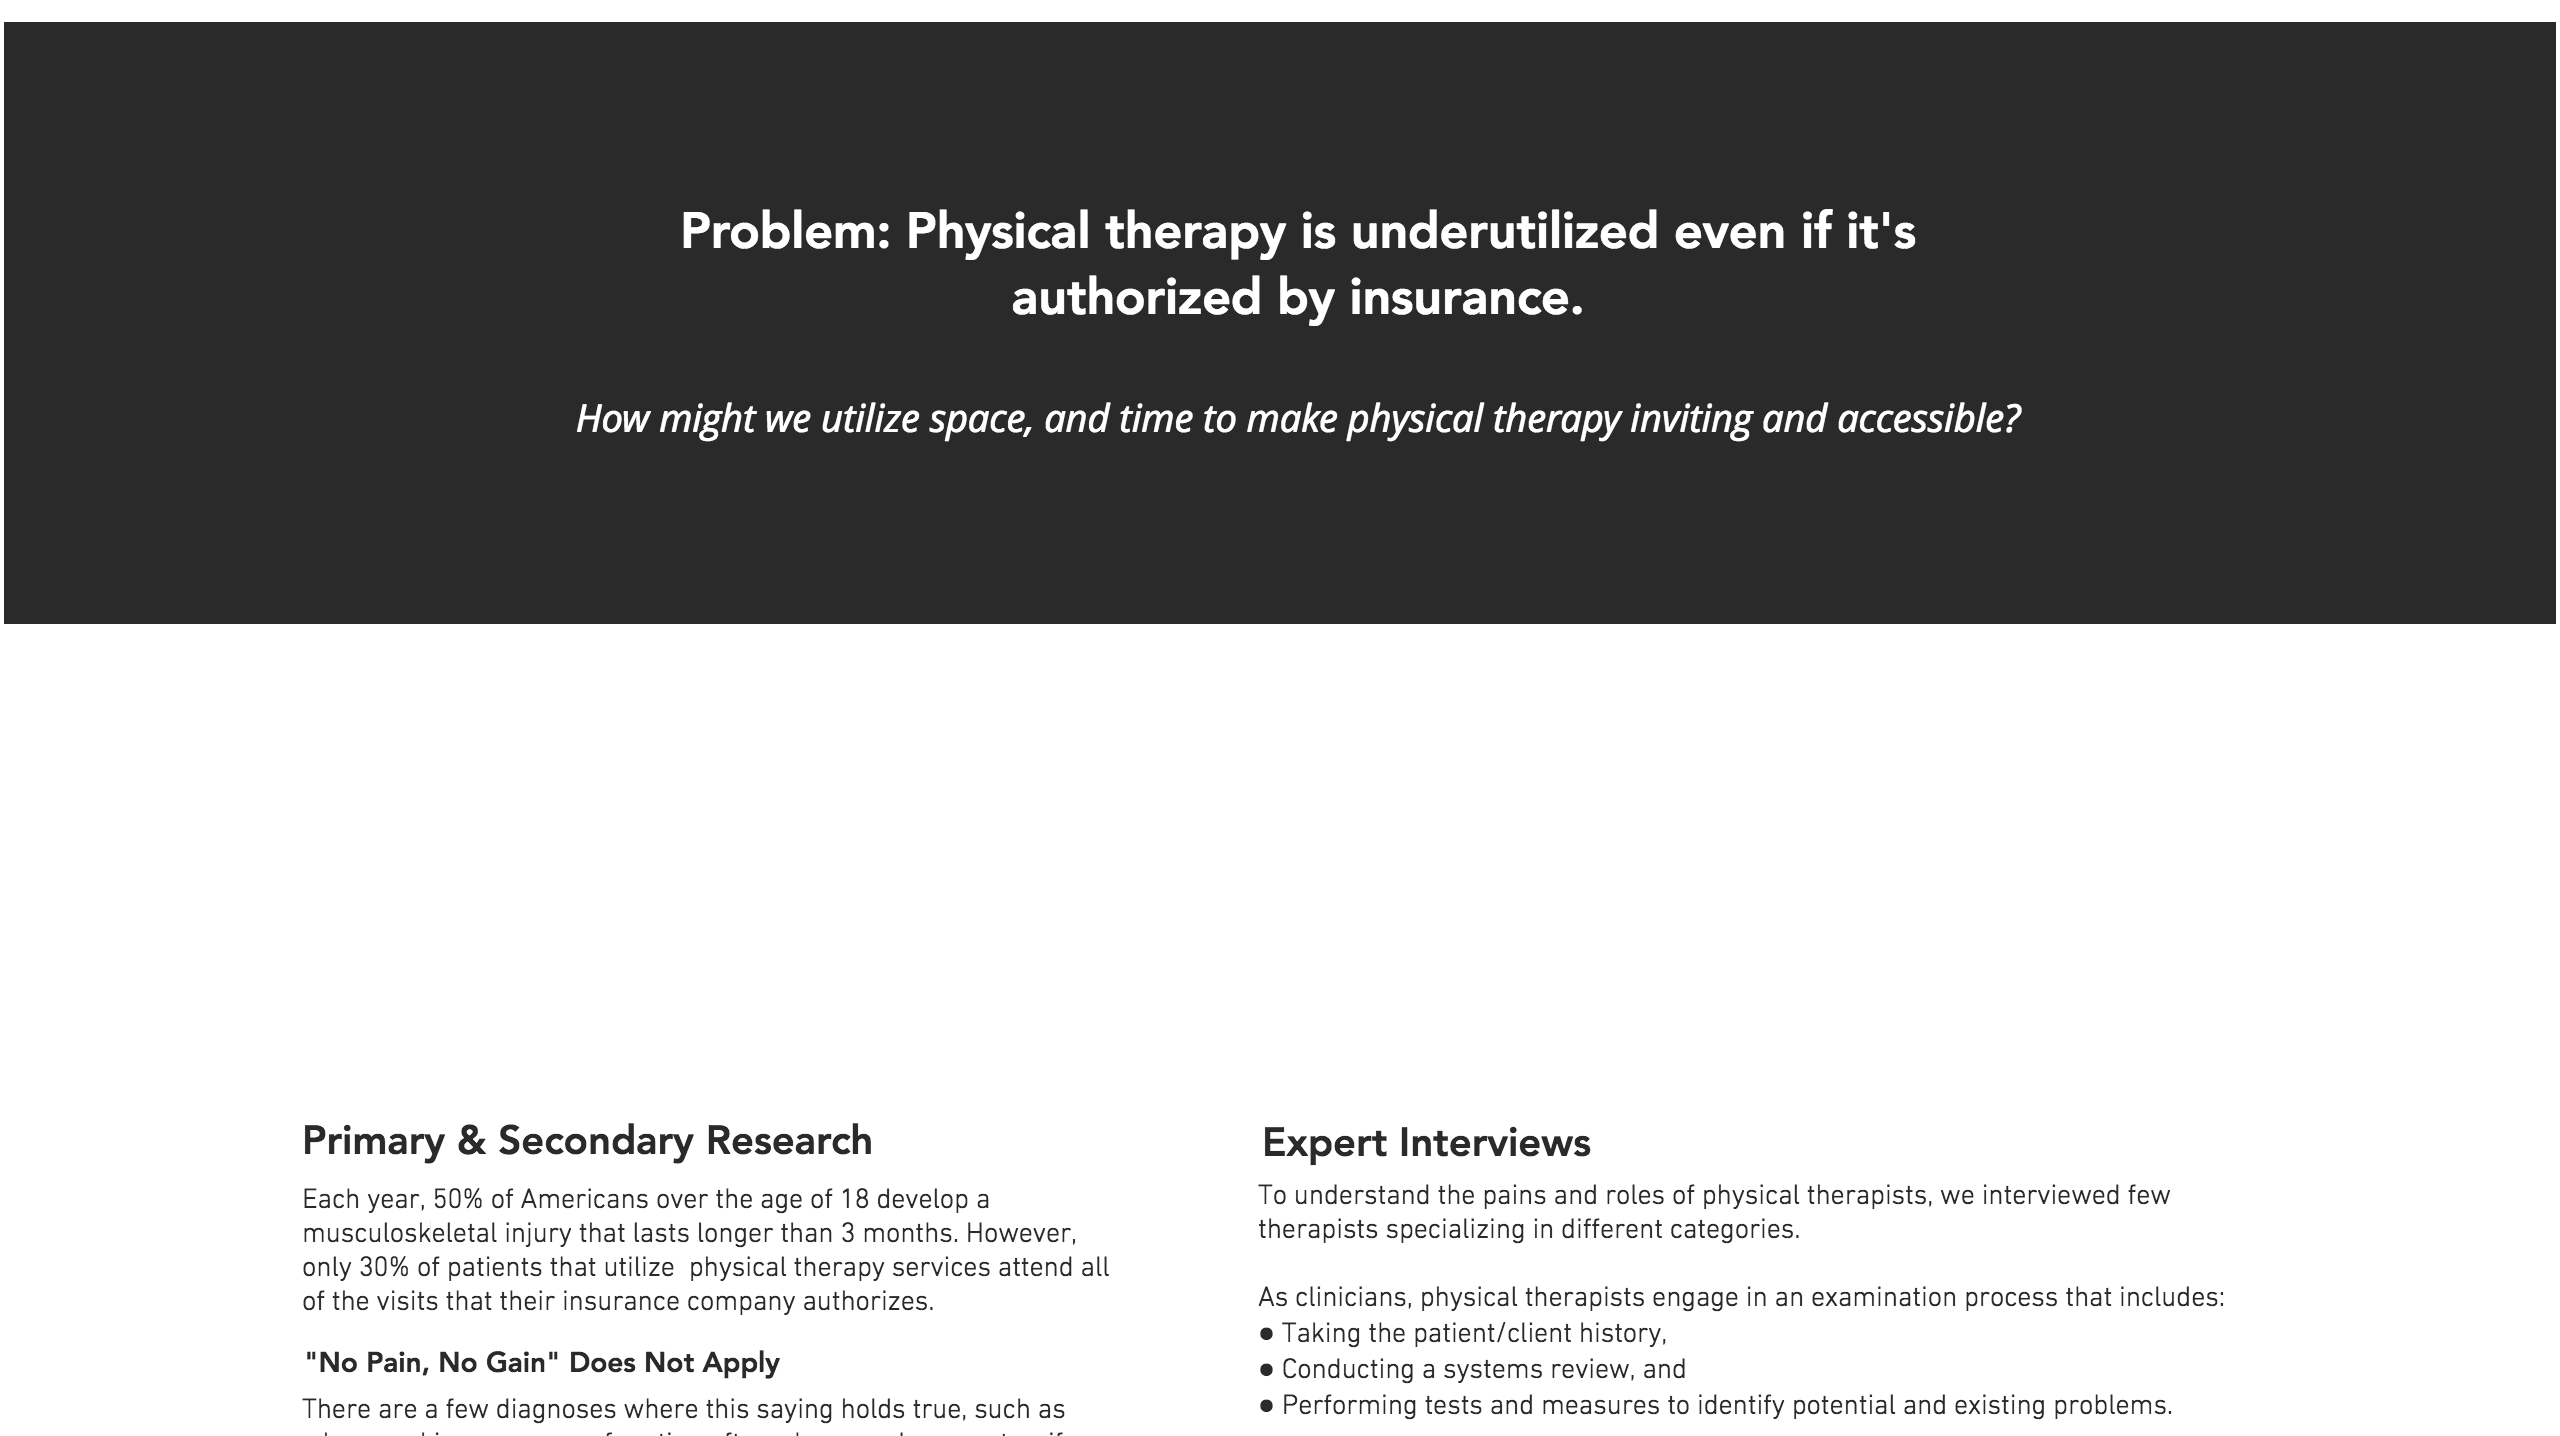 Problem: Physical therapy is underutilized even if it's
authorized by insurance.
How might we utilize space, and time to make physical therapy inviting and accessible?
Primary & Secondary Research
Each year, 50% of Americans over the age of 18 develop a
musculoskeletal injury that lasts longer than 3 months. However,
only 30% of patients that utilize  physical therapy services attend all
of the visits that their insurance company authorizes.
"No Pain, No Gain" Does Not Apply
There are a few diagnoses where this saying holds true, such as
Expert Interviews
To understand the pains and roles of physical therapists, we interviewed few
therapists specializing in different categories.
As clinicians, physical therapists engage in an examination process that includes:
● Taking the patient/client history,
● Conducting a systems review, and
● Performing tests and measures to identify potential and existing problems.